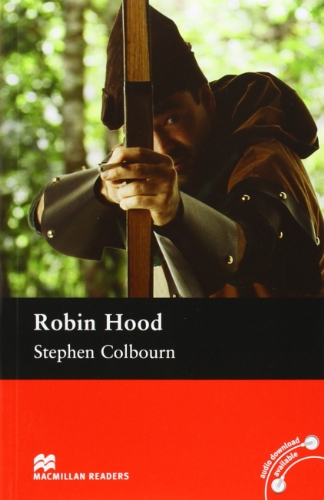 Robin Hood
Stephen Colbourn
audio download
available
MACMILLAN READERS